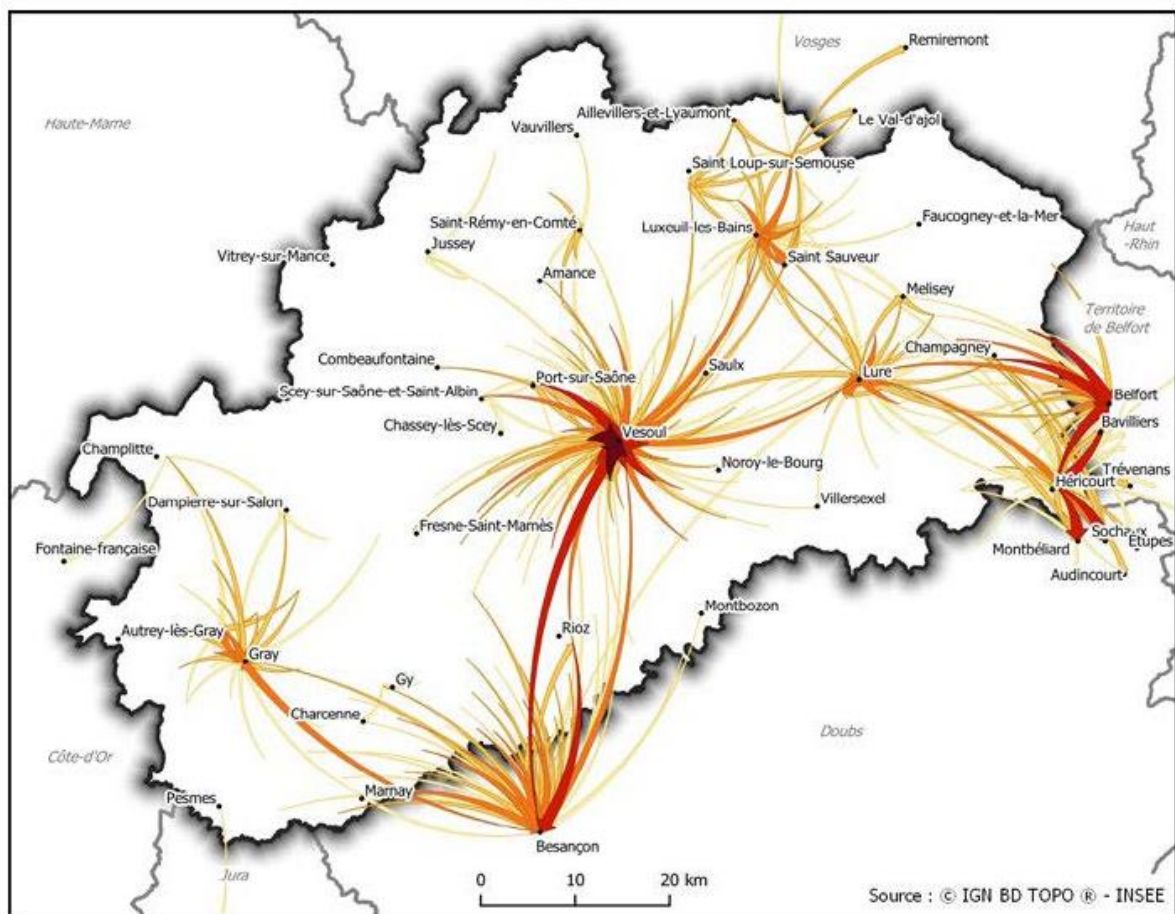 Vosges
Remiremont
Haute-Marne
Aillevillers-et-Lyaumont
Le Val-d'ajol
Vauvillers
Saint Loup-sur-Semouse
Saint-Rémy-en-Comté
Luxeuil-les-Bains
Faucogney-et-la-Mer
Haut
-Rhin
Jussey
Vitrey-sur-Mance
Saint Sauveur
Amance
Melisey
Territoire
de Belfort
Champagney
Combeaufontaine
Port-sur-Saône
Saulx
Lure
Scey-sur-Saône-et-Saint-Albin
Belfort
Chassey-lès-Scey
Vesoul
Bavilliers
Champlitte
Noroy-le-Bourg
Trévenans
Héricourt
Dampierre-sur-Salon
Villersexel
Fresne-Saint-Mamès
Sochaux
Fontaine-française
Montbéliard
Etupes
Audincourt
Montbozon
Autrey-lès-Gray
Rioz
Gray
Gy
Charcenne
Doubs
Côte-d'Or
Pesmes
Marnay
Besançon
Jura
0 10 20 km
Source : © IGN BD TOPO ® - INSEE